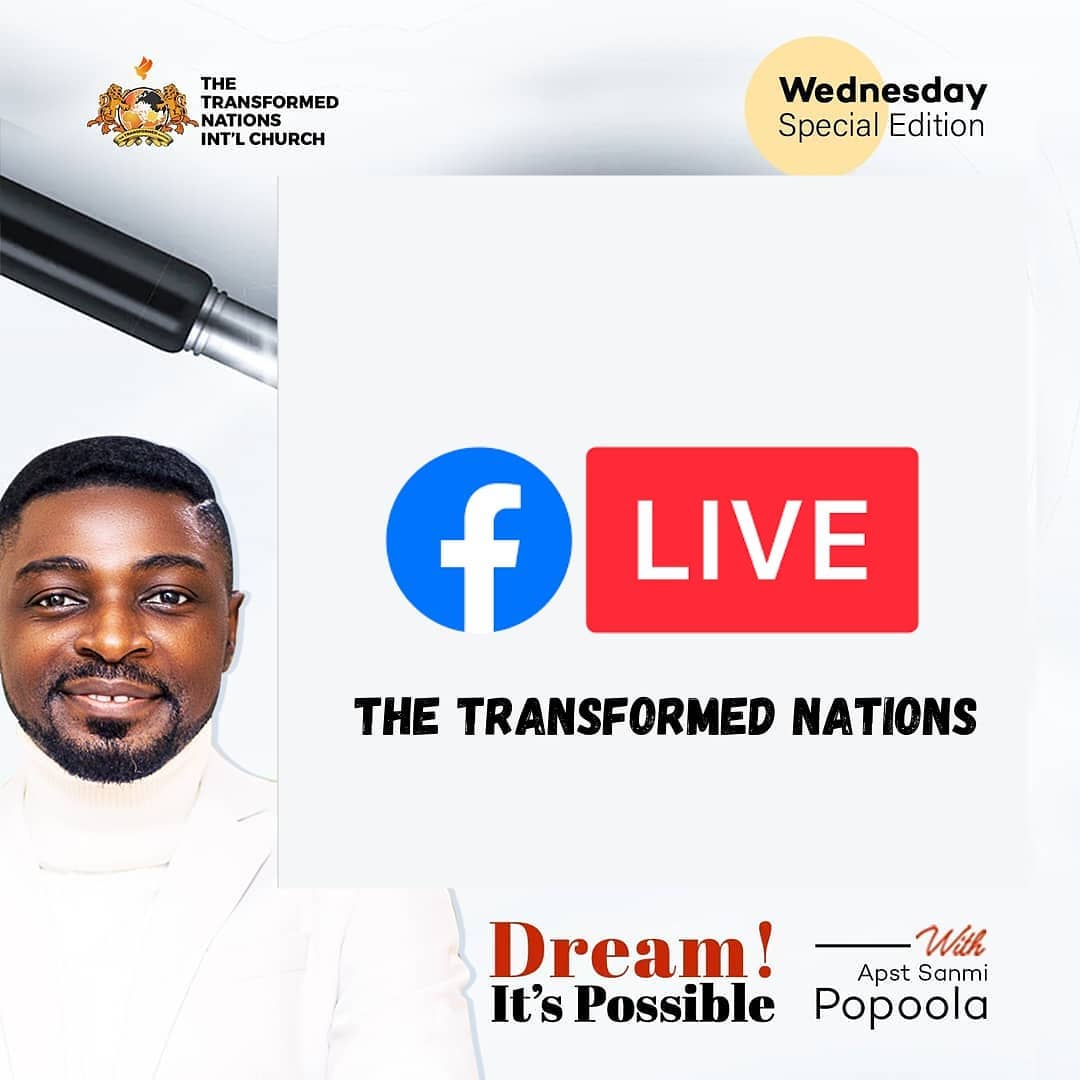 THE
TRANSFORMED
NATIONS
INT'L CHURCH
Wednesday
Special Edition
LIVE
THE TRANSFORMED NATIONS
Dream!
It's Possible
With
Apst Sanmi
Popoola